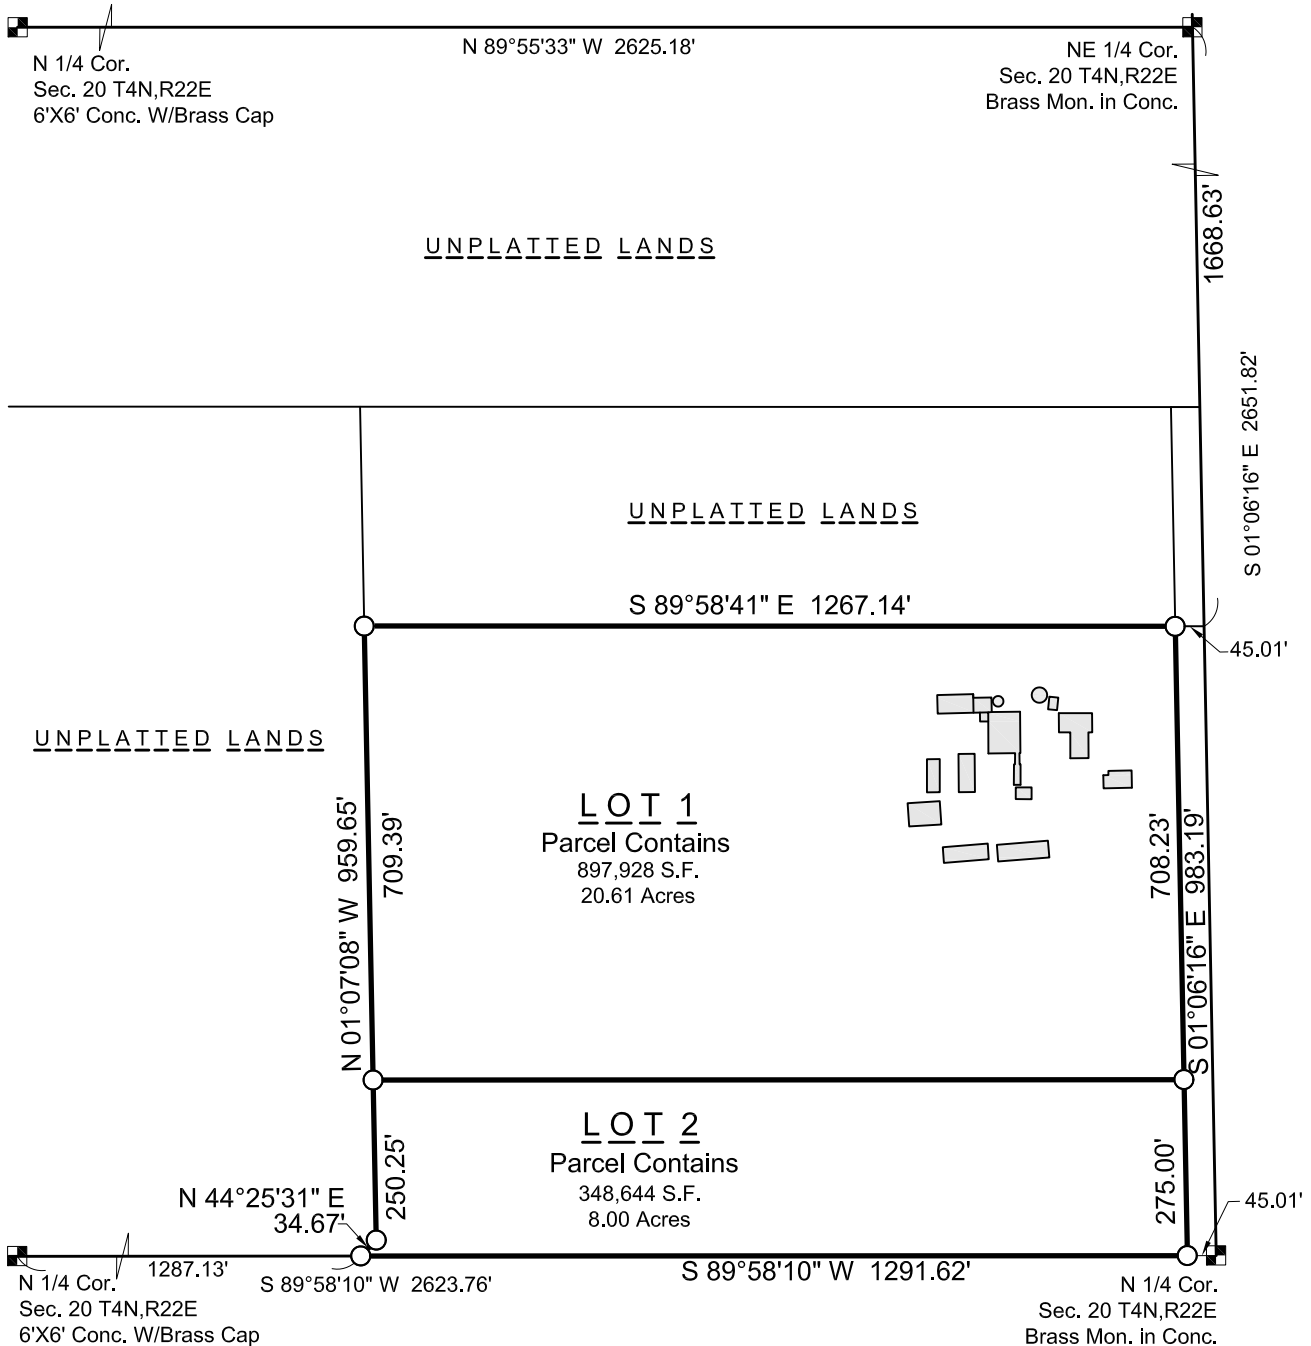 N 89°55'33" W 2625.18'
N 1/4 Cor.
Sec. 20 T4N,R22E
6'X6' Conc. W/Brass Cap
NE 1/4 Cor.
Sec. 20 T4N,R22E
Brass Mon. in Conc.
1668.63'
UNPLATTED LANDS
S 01°06'16" E 2651.82'
UNPLATTED LANDS
S 89°58'41" E 1267.14'
45.01'
UNPLATTED LANDS
N 01°07'08" W 959.65'
709.39'
LOT 1
Parcel Contains
897,928 S.F.
20.61 Acres
708.23'
S 01°06'16" E 983.19'
LOT 2
Parcel Contains
348,644 S.F.
8.00 Acres
250.25'
275.00'
N 44°25'31" E
34.67'
45.01'
1287.13'
S 89°58'10" W 2623.76'
S 89°58'10" W 1291.62'
N 1/4 Cor.
Sec. 20 T4N,R22E
6'X6' Conc. W/Brass Cap
N 1/4 Cor.
Sec. 20 T4N,R22E
Brass Mon. in Conc.